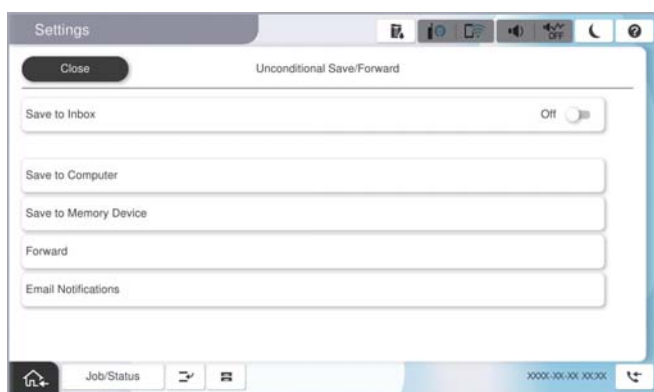 Settings
OFF
Close
Unconditional Save/Forward
Save to Inbox
Off
Save to Computer
Save to Memory Device
Forward
Email Notifications
Job/Status
XXXX-XX-XX XX:XX